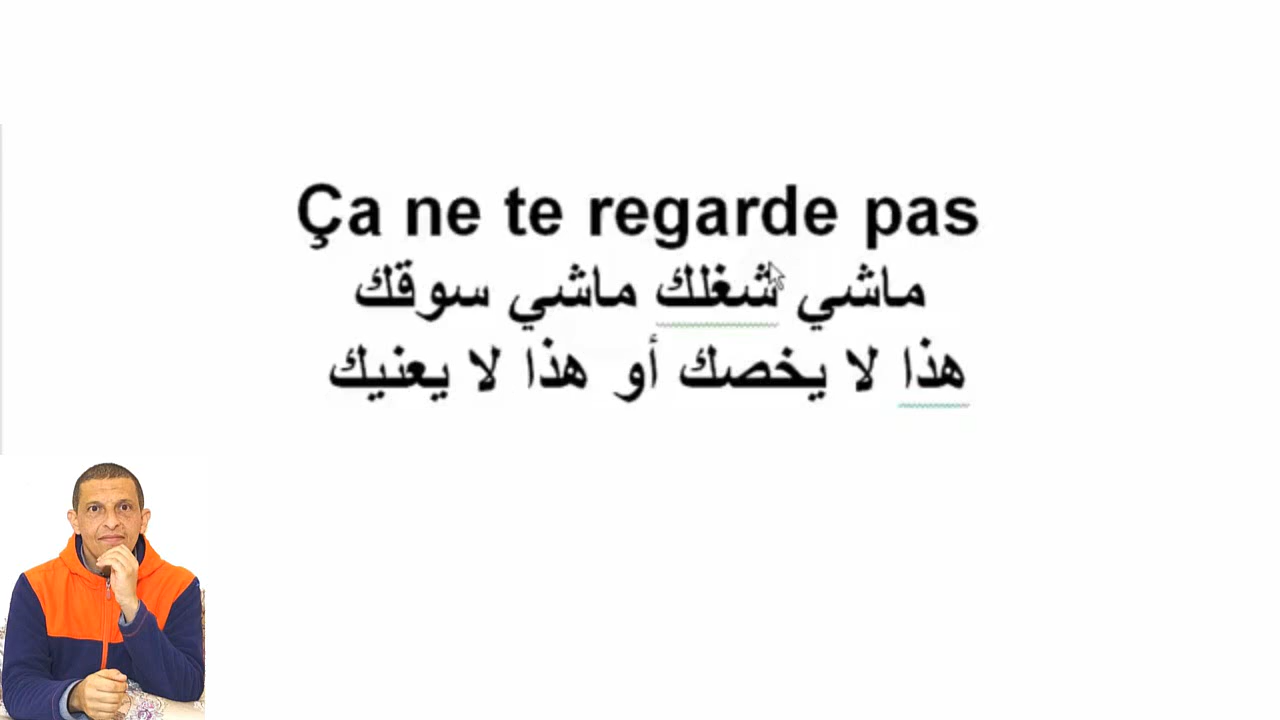 Ça ne te regarde pas
ماشي شغلك ماشي سوقك
هذا لا يخصك أو هذا لا يعنيك